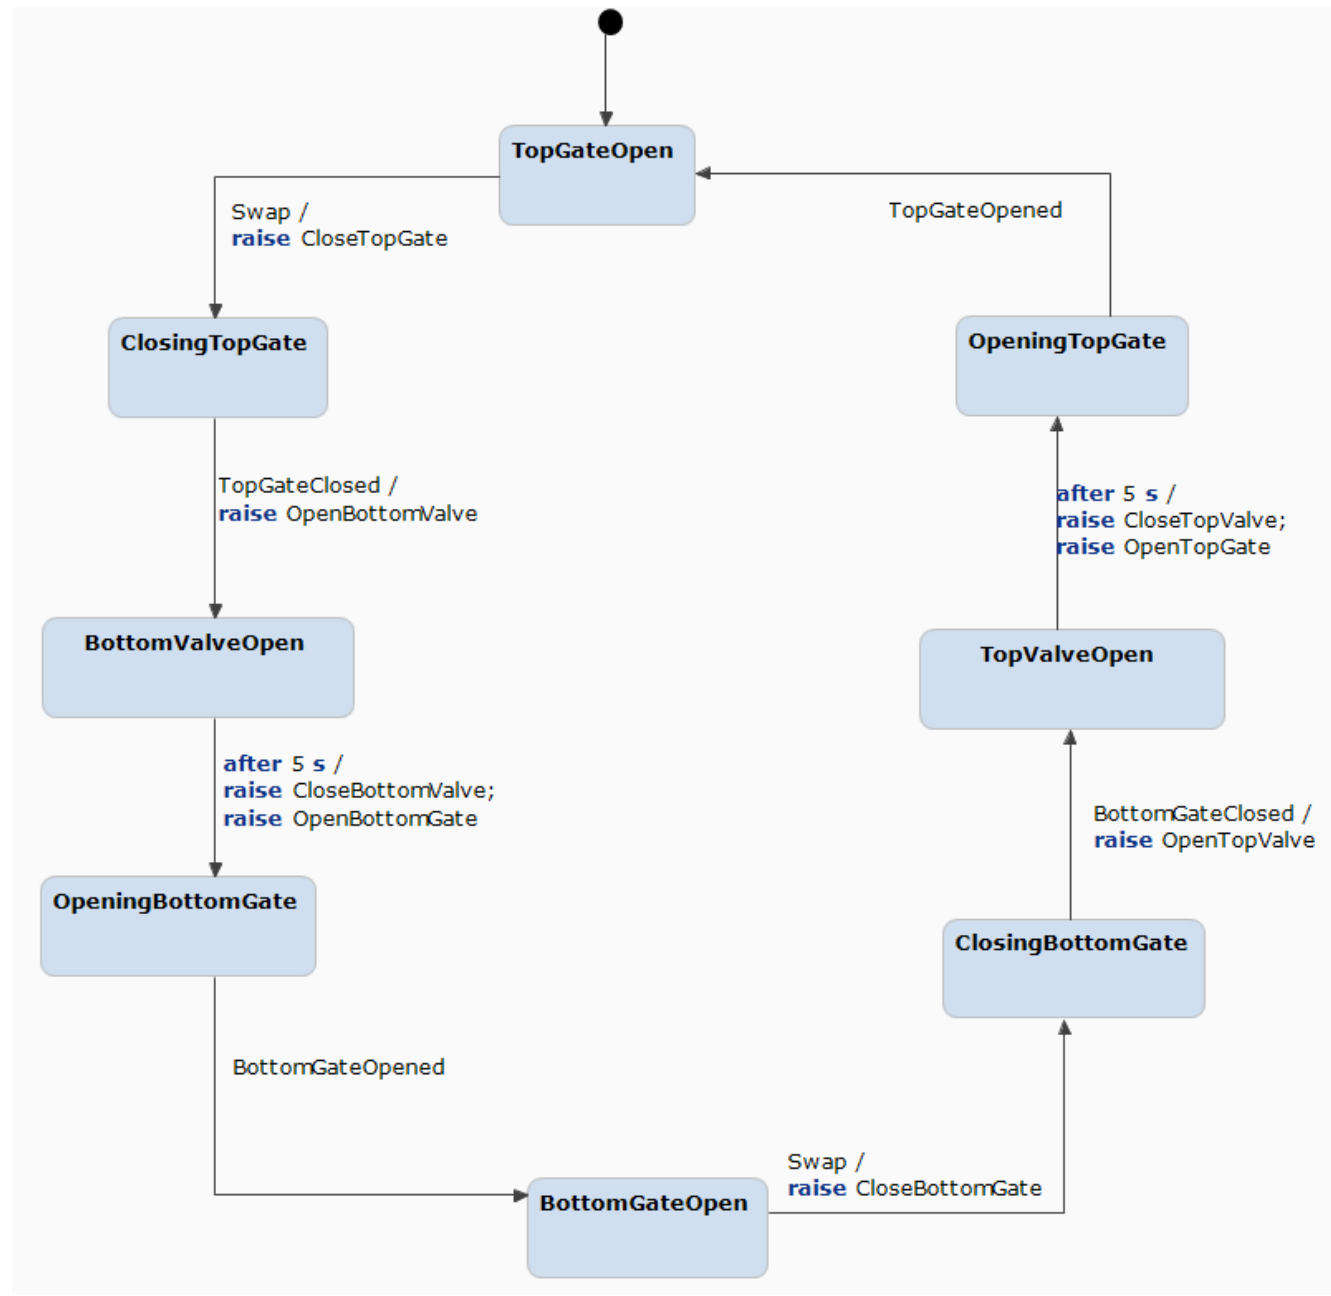 TopGateOpen
Swap /
raise CloseTopGate
TopGateOpened
ClosingTopGate
OpeningTopGate
TopGateClosed /
raise OpenBottomValve
after 5 s /
raise CloseTopValve;
raise OpenTopGate
BottomValveOpen
TopValveOpen
after 5 s /
raise CloseBottomValve;
raise OpenBottomGate
BottomGateClosed /
raise OpenTopValve
OpeningBottomGate
ClosingBottomGate
BottomGateOpened
Swap /
raise CloseBottomGate
BottomGateOpen